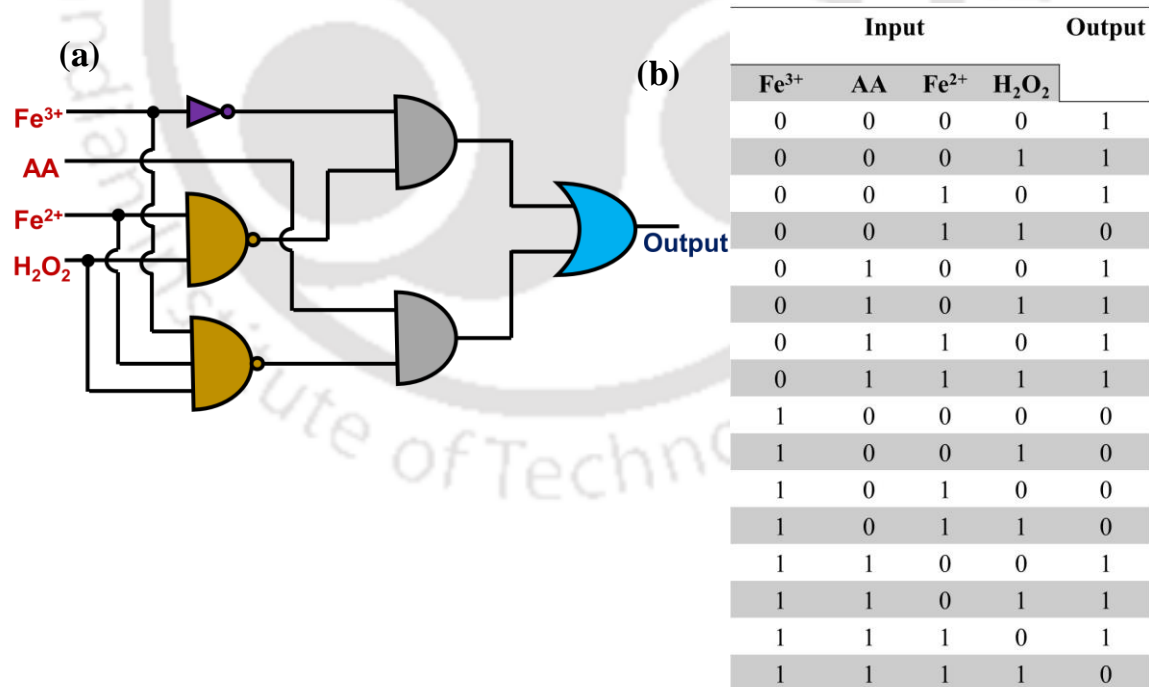 (a)
Fe³⁺
AA
Fe²⁺
H₂O₂
Output
(b)
Input Output
Fe³⁺ AA Fe²⁺ H₂O₂
0 0 0 0 1
0 0 0 1 1
0 0 1 0 1
0 0 1 1 0
0 1 0 0 1
0 1 0 1 1
0 1 1 0 1
0 1 1 1 1
1 0 0 0 0
1 0 0 1 0
1 0 1 0 0
1 0 1 1 0
1 1 0 0 1
1 1 0 1 1
1 1 1 0 1
1 1 1 1 0
Institute of Techno